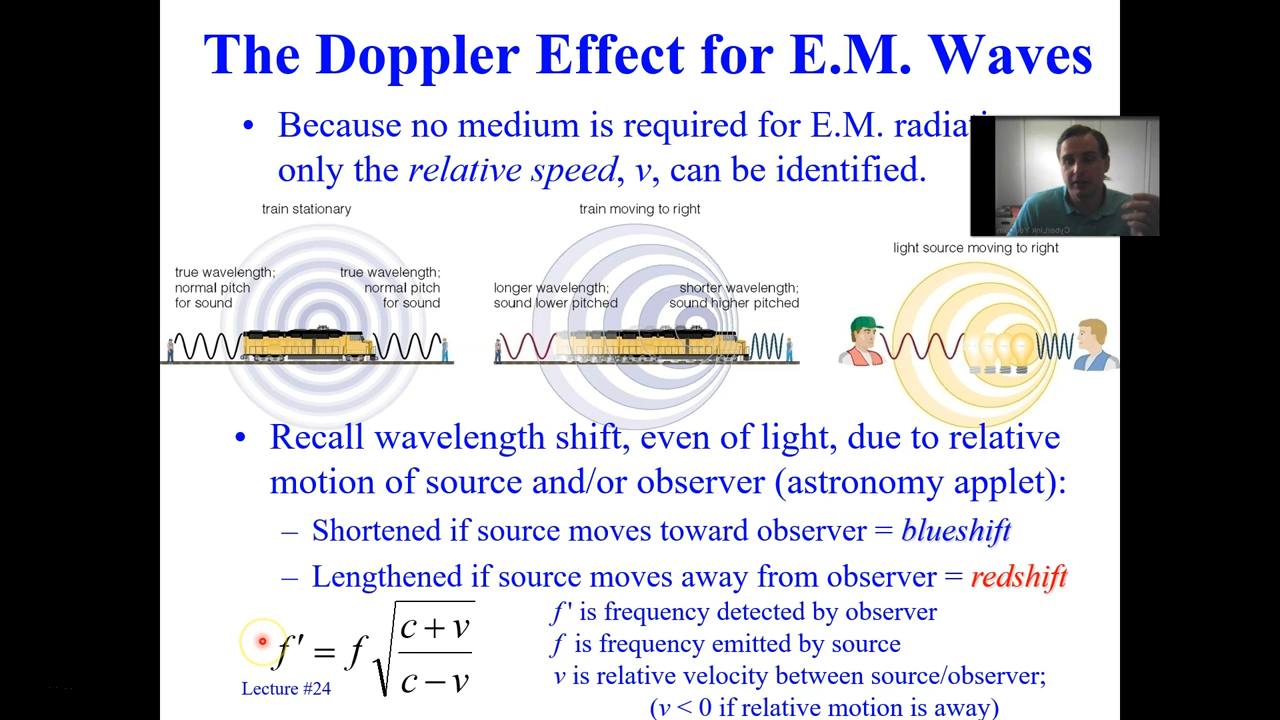 The Doppler Effect for E.M. Waves
• Because no medium is required for E.M.
only the relative speed, v, can be identified.
train stationary
train moving to right
light source moving to right
true wavelength;
normal pitch
for sound
true wavelength;
normal pitch
for sound
longer wavelength;
sound lower pitched
shorter wavelength;
sound higher pitched
• Recall wavelength shift, even of light, due to relative
motion of source and/or observer (astronomy applet):
– Shortened if source moves toward observer = blueshift
– Lengthened if source moves away from observer = redshift
f' = f √((c + v)/(c − v))
Lecture #24
f' is frequency detected by observer
f is frequency emitted by source
v is relative velocity between source/observer;
(v < 0 if relative motion is away)